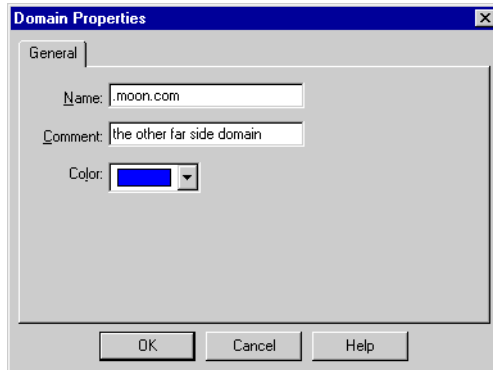 Domain Properties
General
Name: .moon.com
Comment: the other far side domain
Color:
OK Cancel Help